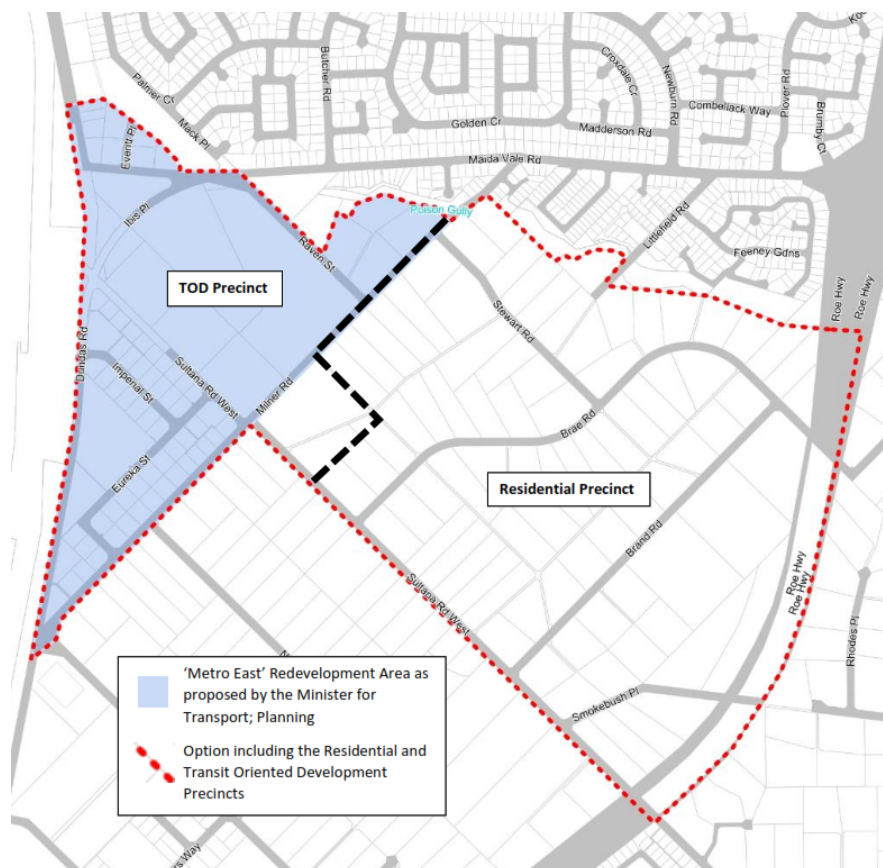 Palmer Ct
Mack Pl
Butcher Rd
Croxdale Cr
Newburn Rd
Combellack Way
Plover Rd
Brumby Ct
Golden Cr
Madderson Rd
Everitt Pl
Maida Vale Rd
Ibis Pl
Poison Gully
Littlefield Rd
Feeney Gdns
Raven St
TOD Precinct
Stewart Rd
Roe Hwy
Roe Hwy
Dundas Rd
Imperial St
Sultana Rd West
Milner Rd
Brae Rd
Eureka St
Residential Precinct
Brand Rd
Sultana Rd West
Roe Hwy
Roe Hwy
Rhodes Pl
Smokebush Pl
‘Metro East’ Redevelopment Area as
proposed by the Minister for
Transport; Planning
Option including the Residential and
Transit Oriented Development
Precincts